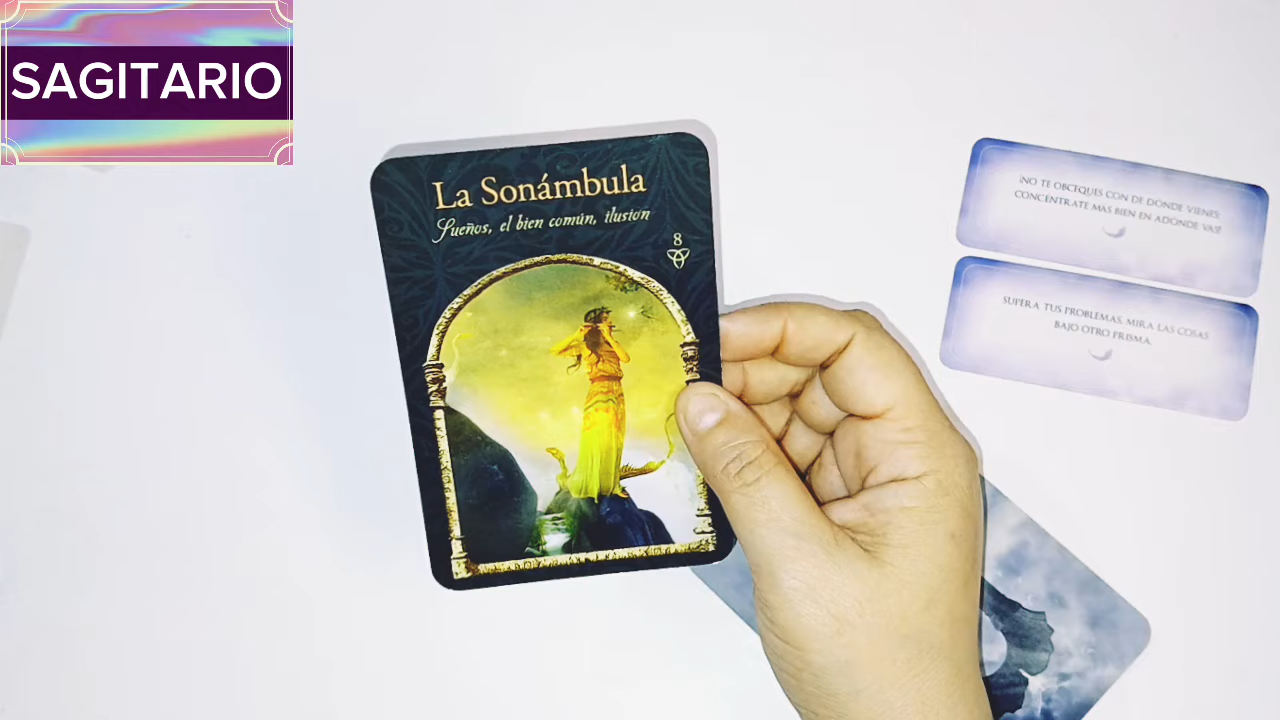 SAGITARIO
La Sonámbula
Sueños, el bien común, ilusión
8
¡NO TE OBCEQUES CON DE DÓNDE VIENES;
CONCÉNTRATE MÁS BIEN EN ADÓNDE VAS!
SUPERA TUS PROBLEMAS. MIRA LAS COSAS
BAJO OTRO PRISMA.